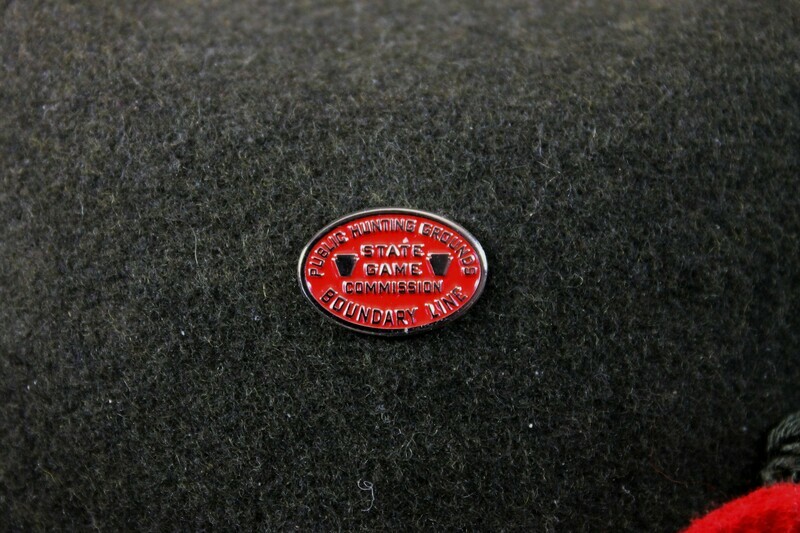 PUBLIC HUNTING GROUNDS
STATE
GAME
COMMISSION
BOUNDARY LINE